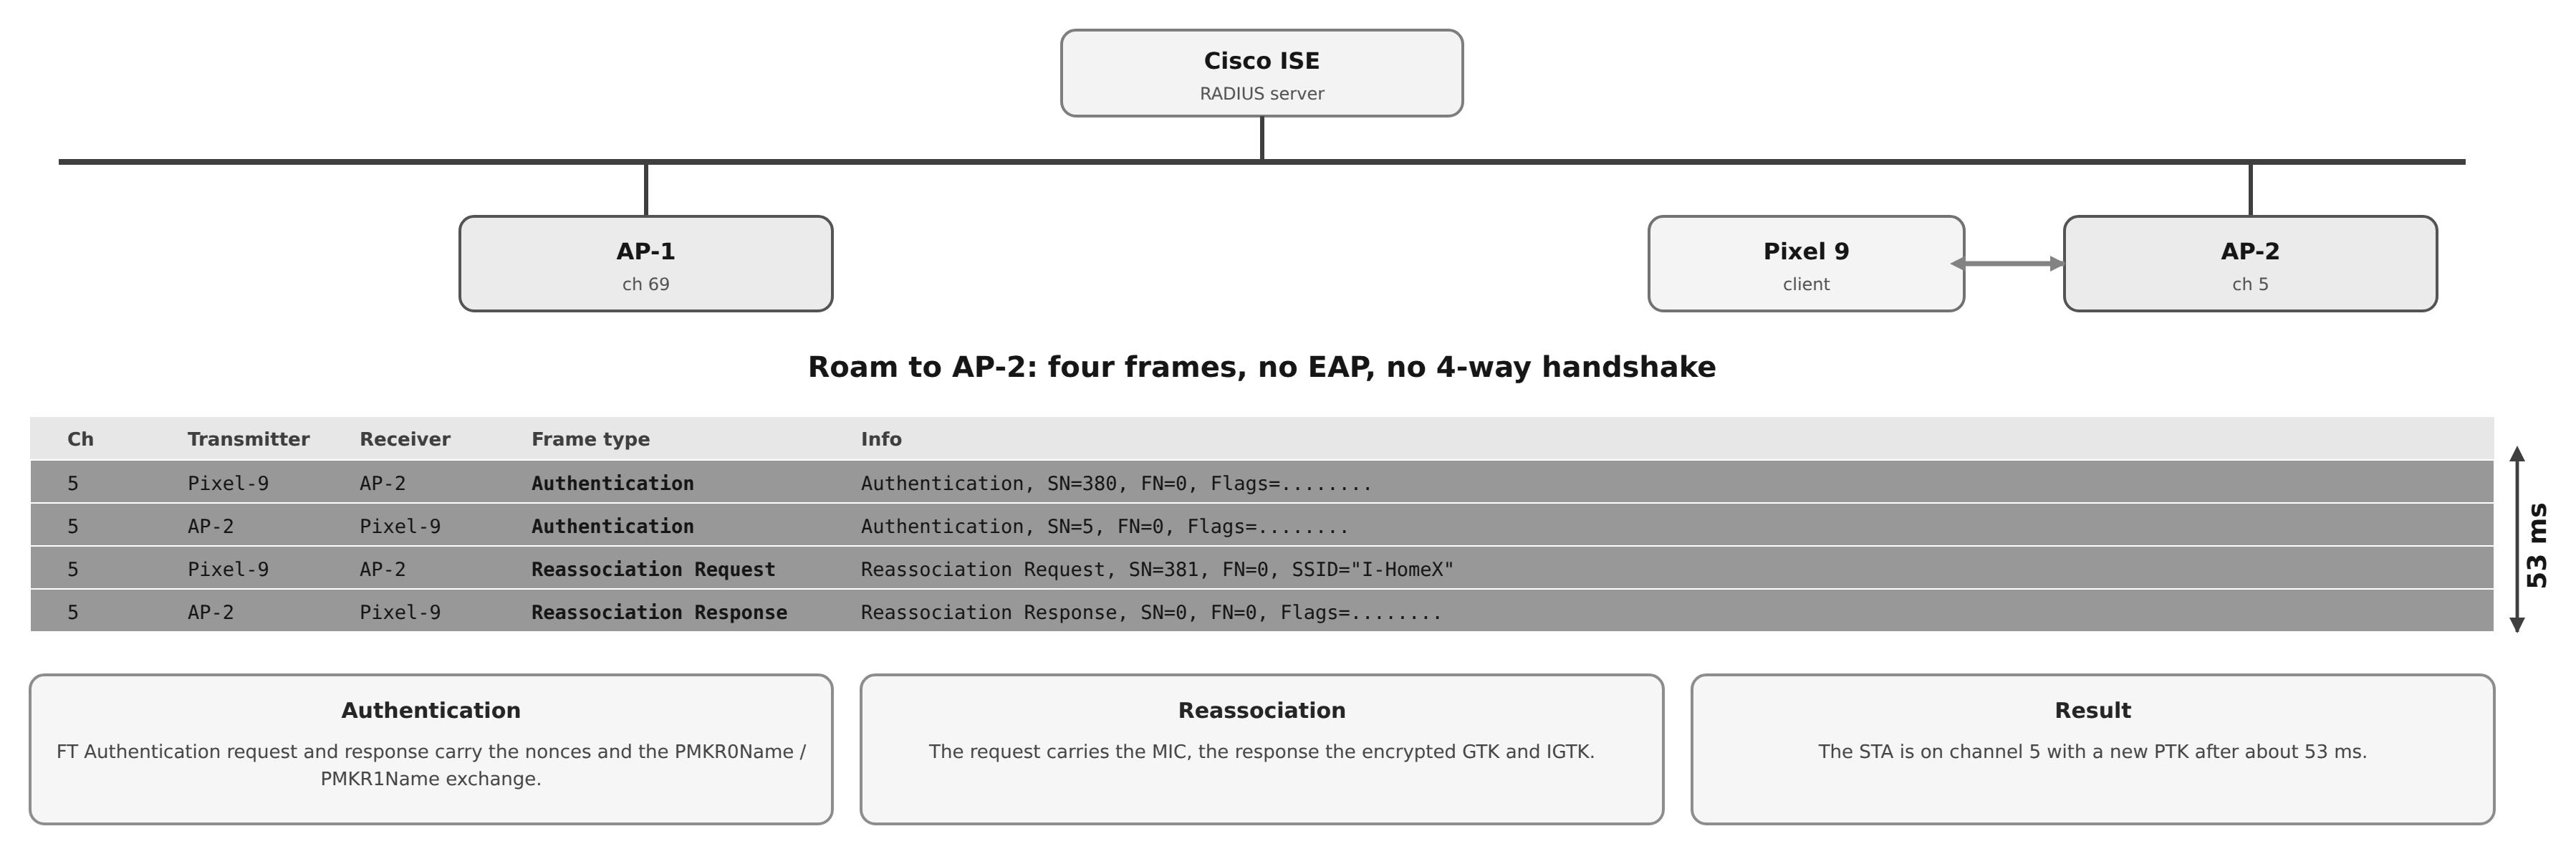 Cisco ISE
RADIUS server
AP-1
ch 69
Pixel 9
client
AP-2
ch 5
Roam to AP-2: four frames, no EAP, no 4-way handshake
Ch Transmitter Receiver Frame type Info
5 Pixel-9 AP-2 Authentication Authentication, SN=380, FN=0, Flags=........
5 AP-2 Pixel-9 Authentication Authentication, SN=5, FN=0, Flags=........
5 Pixel-9 AP-2 Reassociation Request Reassociation Request, SN=381, FN=0, SSID="I-HomeX"
5 AP-2 Pixel-9 Reassociation Response Reassociation Response, SN=0, FN=0, Flags=........
53 ms
Authentication
FT Authentication request and response carry the nonces and the PMKR0Name /
PMKR1Name exchange.
Reassociation
The request carries the MIC, the response the encrypted GTK and IGTK.
Result
The STA is on channel 5 with a new PTK after about 53 ms.